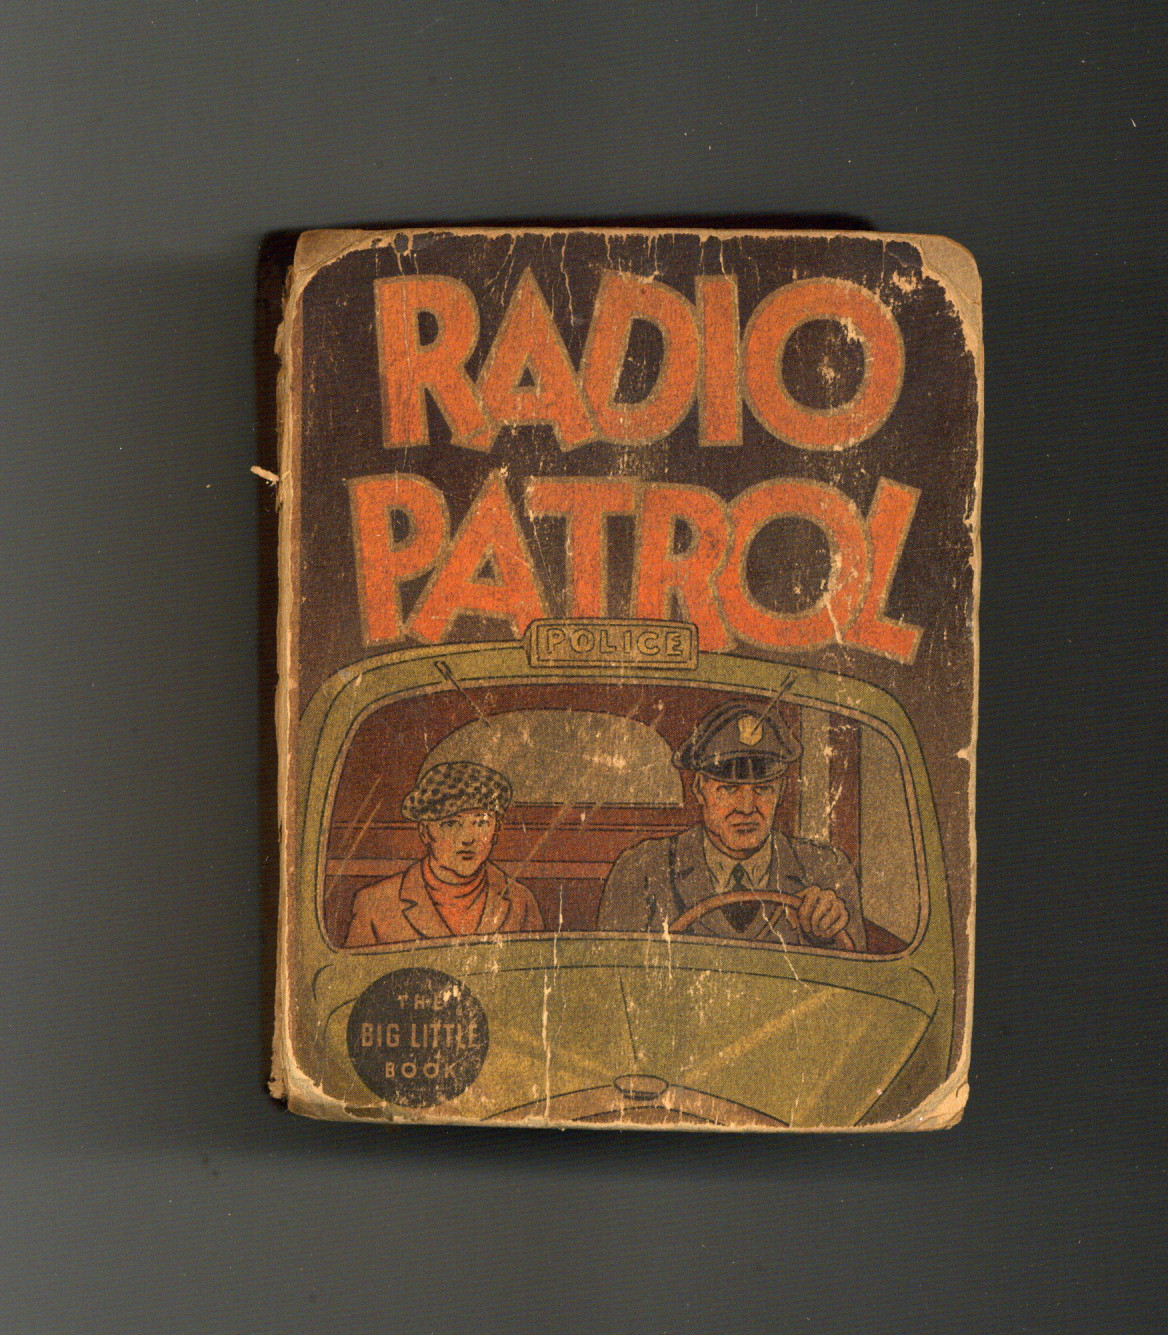 RADIO
PATROL
POLICE
THE
BIG LITTLE
BOOK